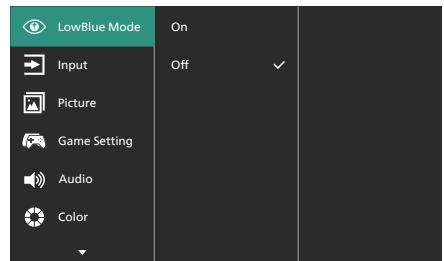 LowBlue Mode
On
Input
Off
Picture
Game Setting
Audio
Color